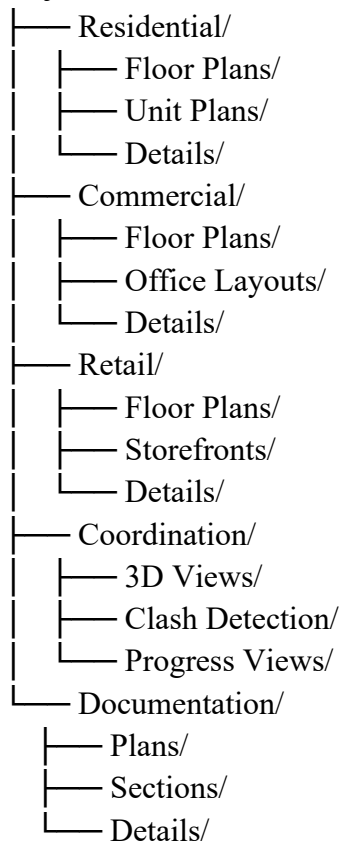 ├── Residential/
│   ├── Floor Plans/
│   ├── Unit Plans/
│   └── Details/
├── Commercial/
│   ├── Floor Plans/
│   ├── Office Layouts/
│   └── Details/
├── Retail/
│   ├── Floor Plans/
│   ├── Storefronts/
│   └── Details/
├── Coordination/
│   ├── 3D Views/
│   ├── Clash Detection/
│   └── Progress Views/
└── Documentation/
    ├── Plans/
    ├── Sections/
    └── Details/